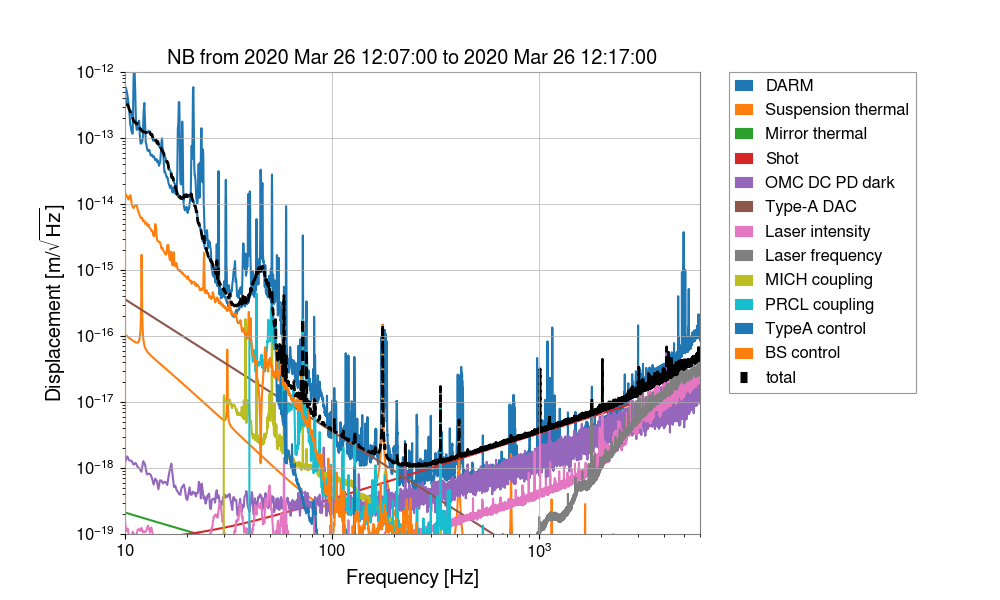 NB from 2020 Mar 26 12:07:00 to 2020 Mar 26 12:17:00
Displacement [m/√Hz]
10⁻¹²
10⁻¹³
10⁻¹⁴
10⁻¹⁵
10⁻¹⁶
10⁻¹⁷
10⁻¹⁸
10⁻¹⁹
10 100 10³
Frequency [Hz]
DARM
Suspension thermal
Mirror thermal
Shot
OMC DC PD dark
Type-A DAC
Laser intensity
Laser frequency
MICH coupling
PRCL coupling
TypeA control
BS control
total